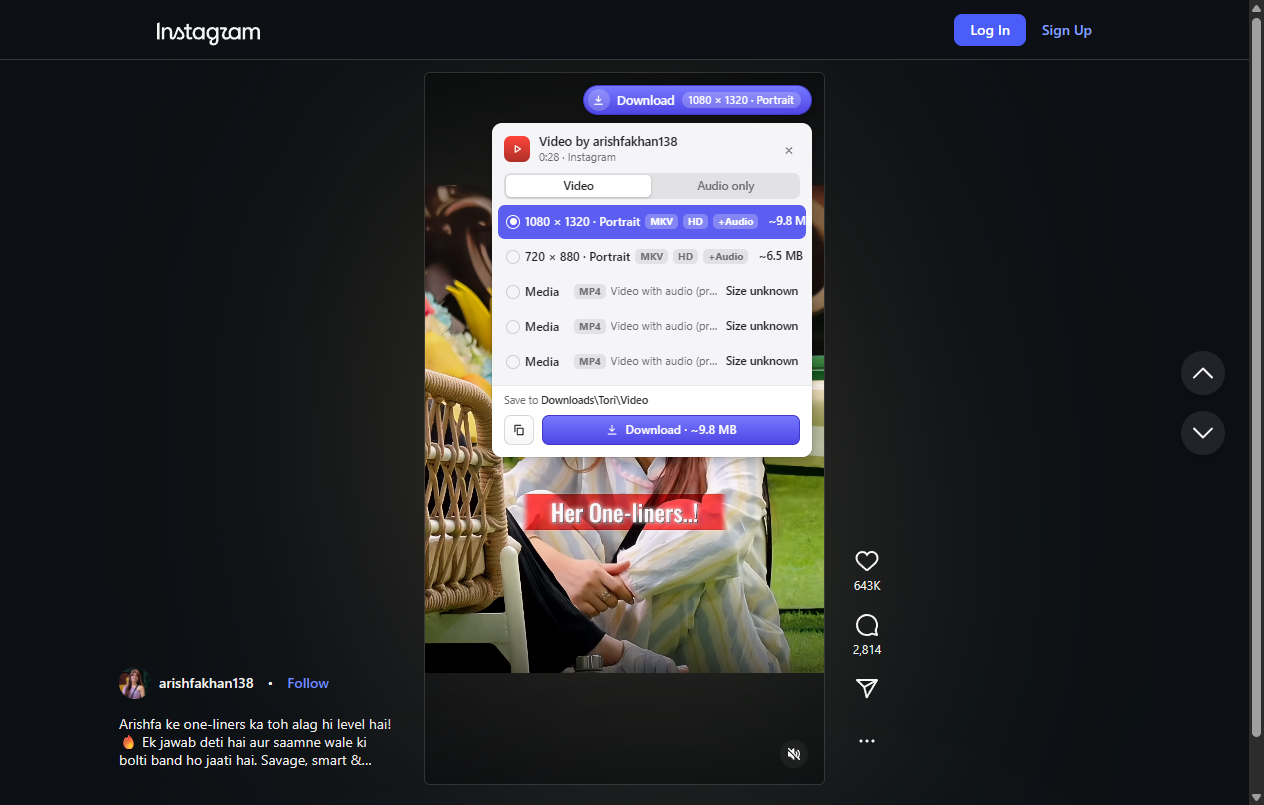 Instagram
Log In
Sign Up
Download 1080 × 1320 · Portrait
Video by arishfakhan138
0:28 · Instagram
Video
Audio only
1080 × 1320 · Portrait MKV HD +Audio ~9.8 M
720 × 880 · Portrait MKV HD +Audio ~6.5 MB
Media MP4 Video with audio (pr... Size unknown
Media MP4 Video with audio (pr... Size unknown
Media MP4 Video with audio (pr... Size unknown
Save to Downloads\Tori\Video
Download · ~9.8 MB
Her One-liners..!
643K
2,814
arishfakhan138 • Follow
Arishfa ke one-liners ka toh alag hi level hai!
🔥 Ek jawab deti hai aur saamne wale ki
bolti band ho jaati hai. Savage, smart &...